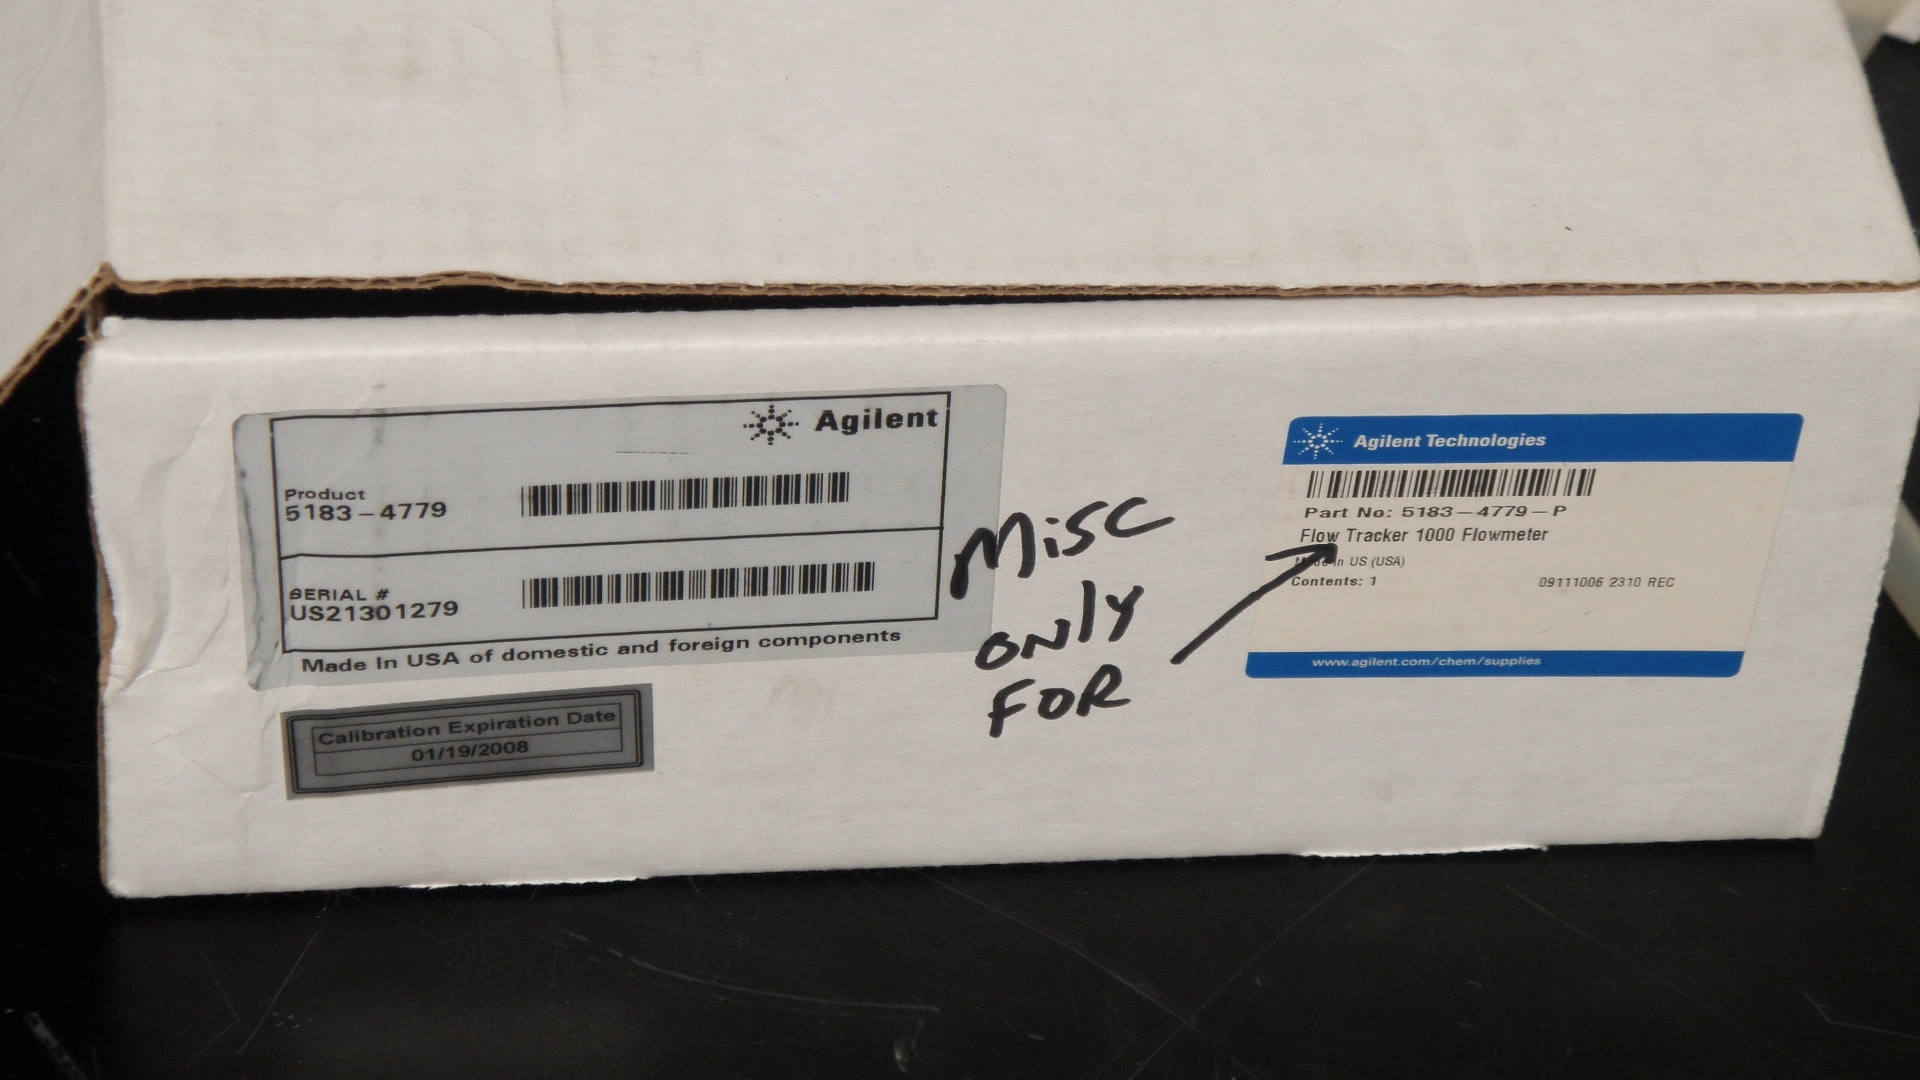 Agilent
Product
5183-4779
SERIAL #
US21301279
Made In USA of domestic and foreign components
Calibration Expiration Date
01/19/2008
Misc
only
FOR
Agilent Technologies
Part No: 5183-4779-P
Flow Tracker 1000 Flowmeter
Made in US (USA)
Contents: 1
09111006 2310 REC
www.agilent.com/chem/supplies